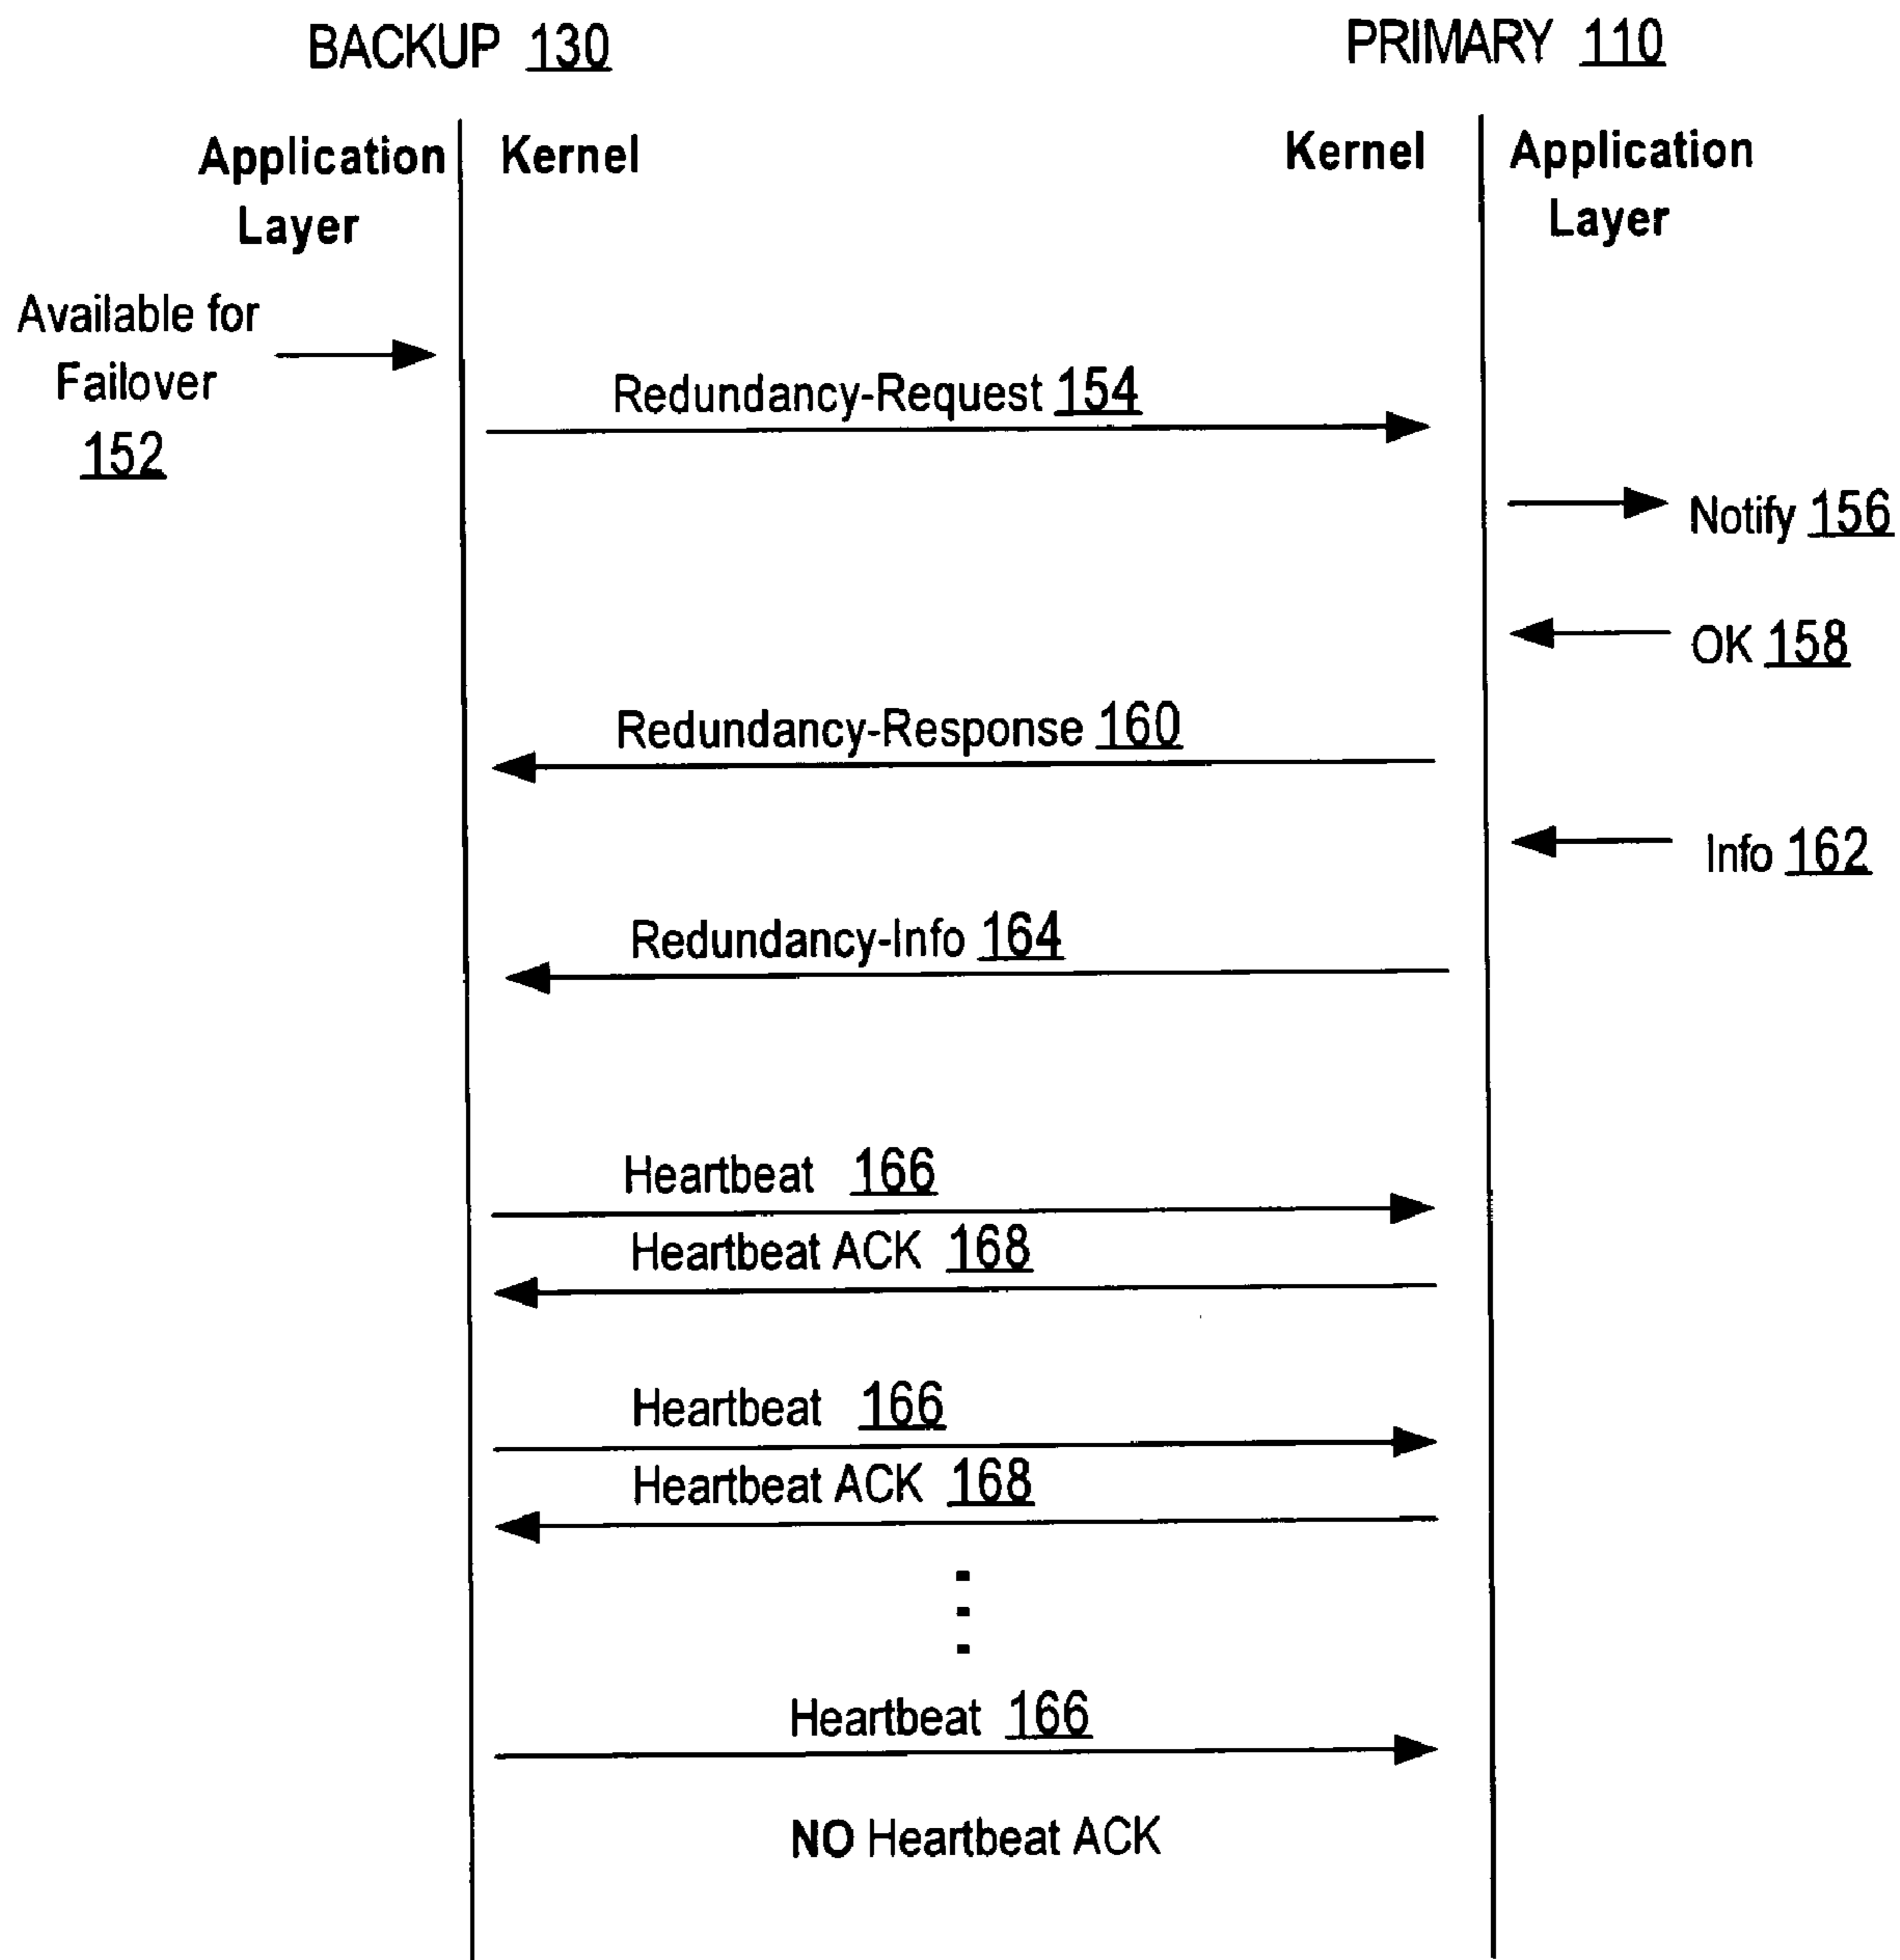 BACKUP 130
PRIMARY 110
Application Layer
Kernel
Kernel
Application Layer
Available for
Failover
152
Redundancy-Request 154
Notify 156
OK 158
Redundancy-Response 160
Info 162
Redundancy-Info 164
Heartbeat 166
Heartbeat ACK 168
Heartbeat 166
Heartbeat ACK 168
Heartbeat 166
NO Heartbeat ACK